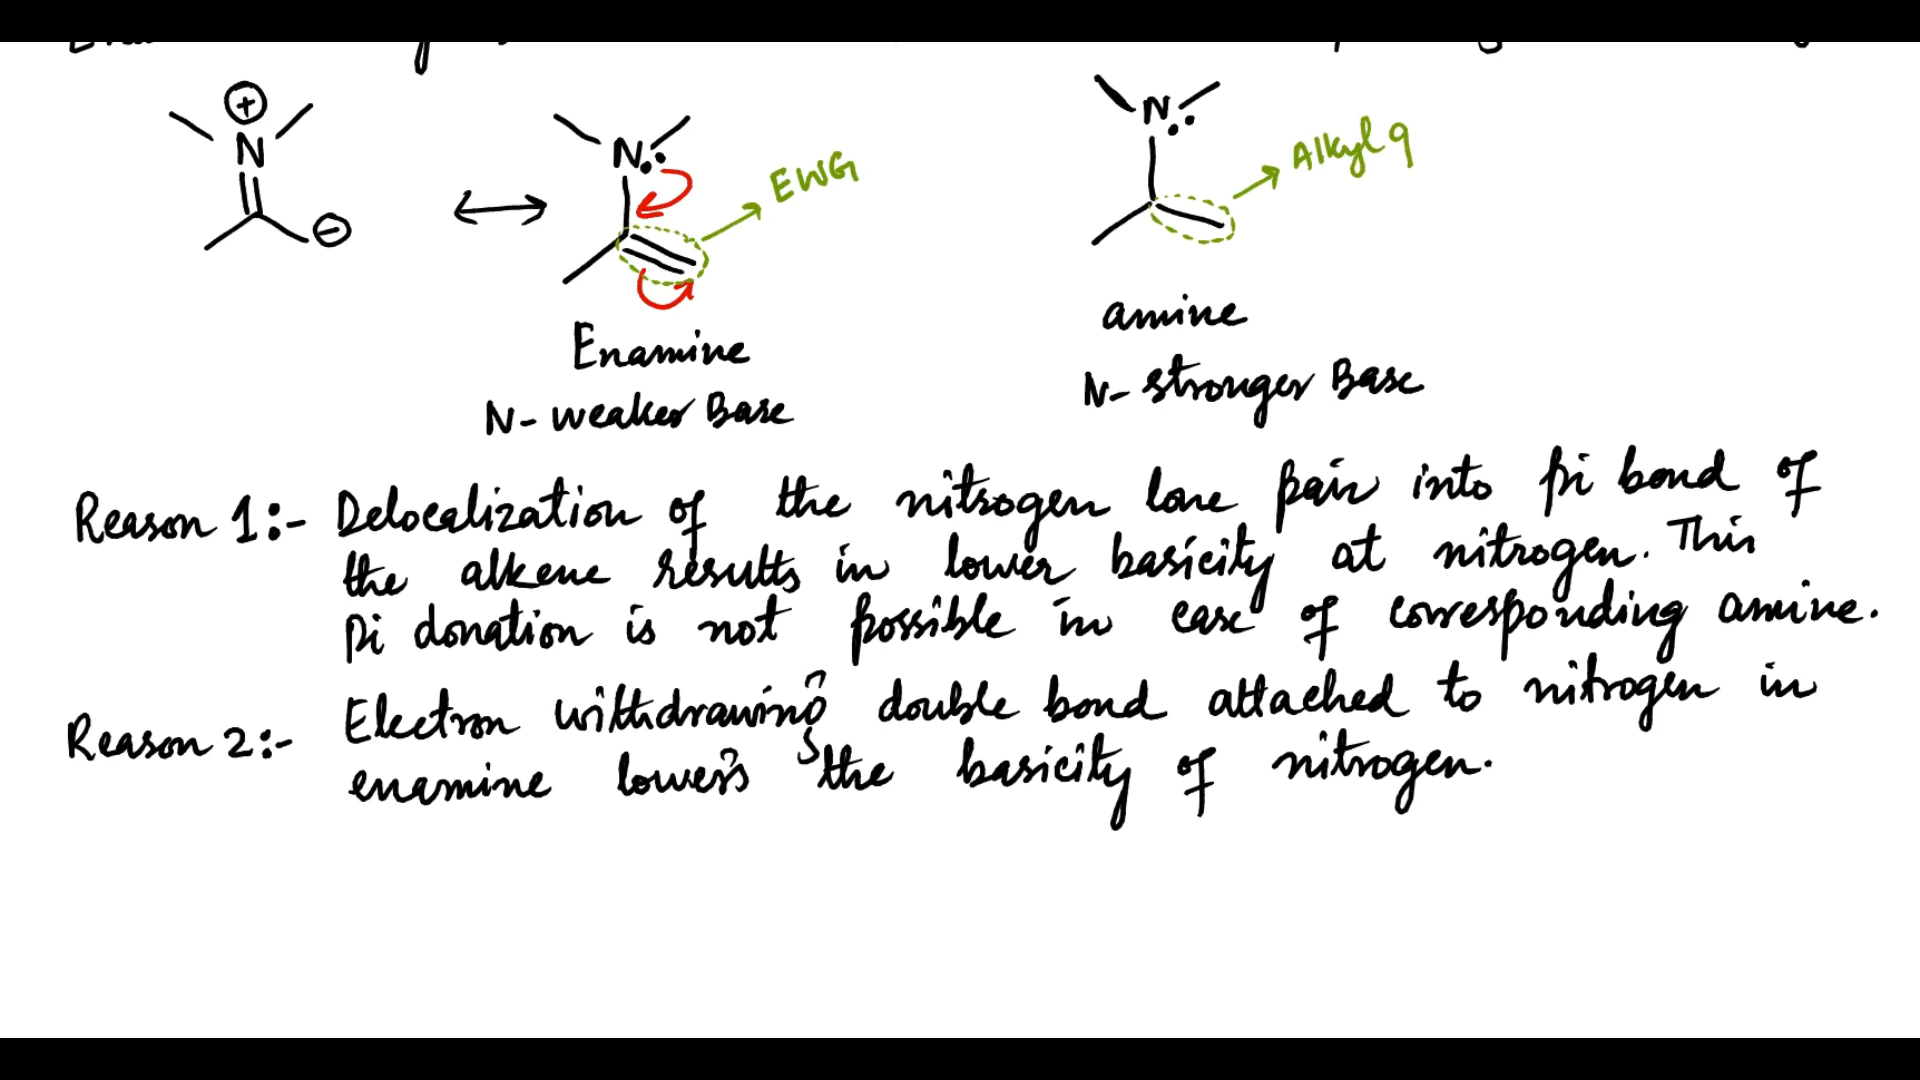 ⊕
N
N:
EWG
⊖
N:
Alkyl g
Enamine
N- weaker Base
amine
N- stronger Base
Reason 1:- Delocalization of the nitrogen lone pair into pi bond of
the alkene results in lower basicity at nitrogen. This
pi donation is not possible in case of corresponding amine.
Reason 2:- Electron withdrawing double bond attached to nitrogen in
enamine lowers the basicity of nitrogen.